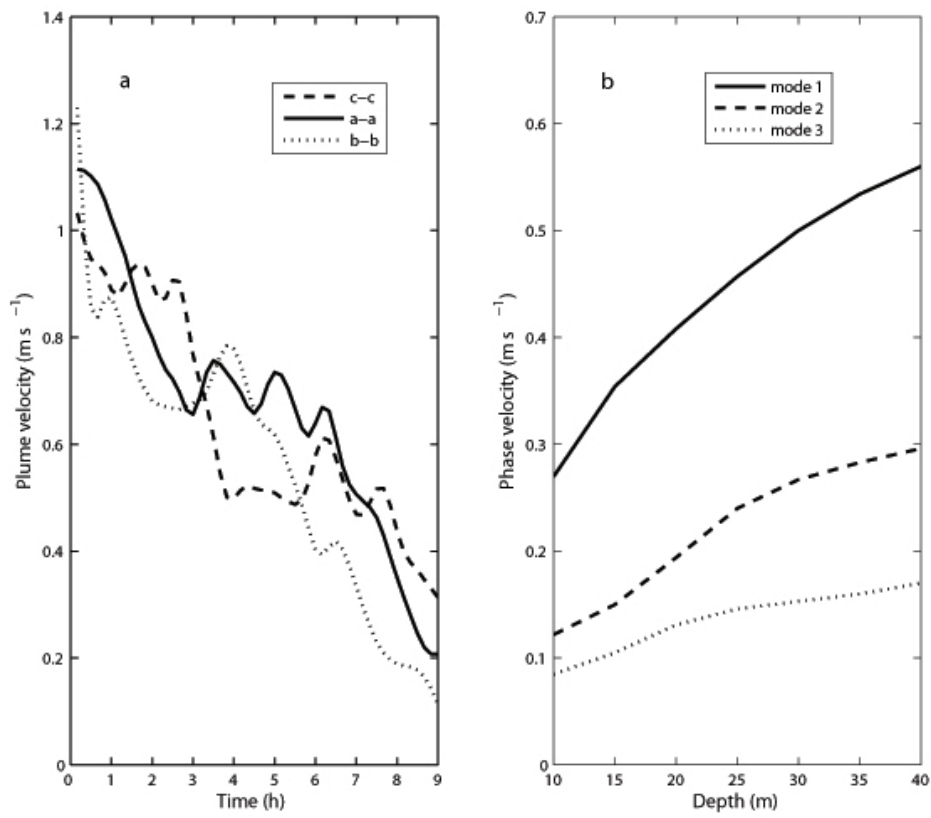 1.4
1.2
1
0.8
0.6
0.4
0.2
0
Plume velocity (m s −1)
a
c−c
a−a
b−b
0 1 2 3 4 5 6 7 8 9
Time (h)
0.7
0.6
0.5
0.4
0.3
0.2
0.1
0
Phase velocity (m s −1)
b
mode 1
mode 2
mode 3
10 15 20 25 30 35 40
Depth (m)